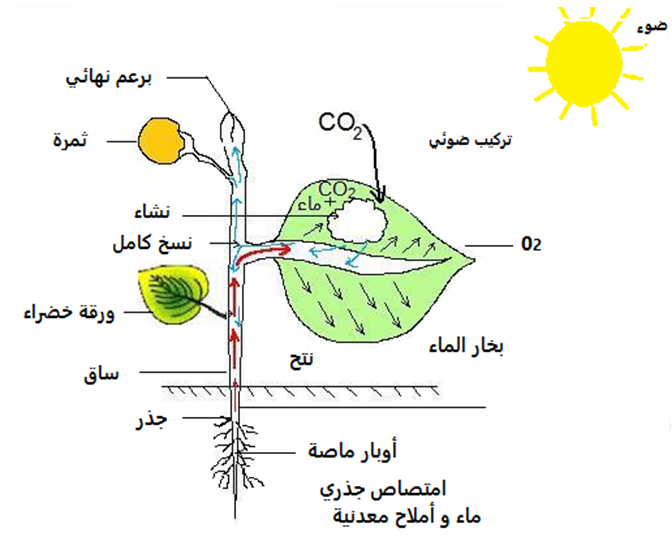 ضوء
برعم نهائي
ثمرة
CO2
تركيب ضوئي
CO2
+
ماء
نشاء
نسخ كامل
O2
ورقة خضراء
بخار الماء
نتح
ساق
جذر
أوبار ماصة
امتصاص جذري
ماء و أملاح معدنية